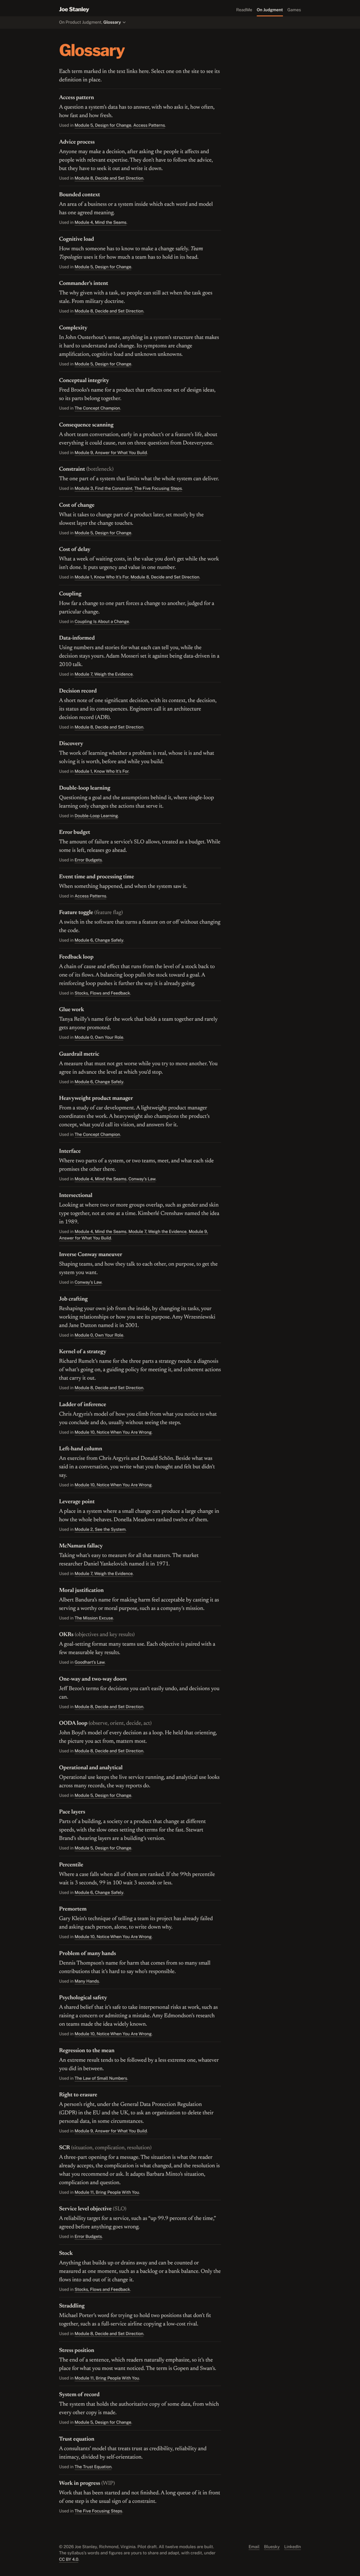 Joe Stanley
ReadMe On Judgment Games
On Product Judgment, Glossary
Glossary
Each term marked in the text links here. Select one on the site to see its
definition in place.
Access pattern
A question a system's data has to answer, with who asks it, how often,
how fast and how fresh.
Used in Module 5, Design for Change, Access Patterns.
Advice process
Anyone may make a decision, after asking the people it affects and
people with relevant expertise. They don't have to follow the advice,
but they have to seek it out and write it down.
Used in Module 8, Decide and Set Direction.
Bounded context
An area of a business or a system inside which each word and model
has one agreed meaning.
Used in Module 4, Mind the Seams.
Cognitive load
How much someone has to know to make a change safely. Team
Topologies uses it for how much a team has to hold in its head.
Used in Module 5, Design for Change.
Commander's intent
The why given with a task, so people can still act when the task goes
stale. From military doctrine.
Used in Module 8, Decide and Set Direction.
Complexity
In John Ousterhout's sense, anything in a system's structure that makes
it hard to understand and change. Its symptoms are change
amplification, cognitive load and unknown unknowns.
Used in Module 5, Design for Change.
Conceptual integrity
Fred Brooks's name for a product that reflects one set of design ideas,
so its parts belong together.
Used in The Concept Champion.
Consequence scanning
A short team conversation, early in a product's or a feature's life, about
everything it could cause, run on three questions from Doteveryone.
Used in Module 9, Answer for What You Build.
Constraint (bottleneck)
The one part of a system that limits what the whole system can deliver.
Used in Module 3, Find the Constraint, The Five Focusing Steps.
Cost of change
What it takes to change part of a product later, set mostly by the
slowest layer the change touches.
Used in Module 5, Design for Change.
Cost of delay
What a week of waiting costs, in the value you don't get while the work
isn't done. It puts urgency and value in one number.
Used in Module 1, Know Who It's For, Module 8, Decide and Set Direction.
Coupling
How far a change to one part forces a change to another, judged for a
particular change.
Used in Coupling Is About a Change.
Data-informed
Using numbers and stories for what each can tell you, while the
decision stays yours. Adam Mosseri set it against being data-driven in a
2010 talk.
Used in Module 7, Weigh the Evidence.
Decision record
A short note of one significant decision, with its context, the decision,
its status and its consequences. Engineers call it an architecture
decision record (ADR).
Used in Module 8, Decide and Set Direction.
Discovery
The work of learning whether a problem is real, whose it is and what
solving it is worth, before and while you build.
Used in Module 1, Know Who It's For.
Double-loop learning
Questioning a goal and the assumptions behind it, where single-loop
learning only changes the actions that serve it.
Used in Double-Loop Learning.
Error budget
The amount of failure a service's SLO allows, treated as a budget. While
some is left, releases go ahead.
Used in Error Budgets.
Event time and processing time
When something happened, and when the system saw it.
Used in Access Patterns.
Feature toggle (feature flag)
A switch in the software that turns a feature on or off without changing
the code.
Used in Module 6, Change Safely.
Feedback loop
A chain of cause and effect that runs from the level of a stock back to
one of its flows. A balancing loop pulls the stock toward a goal. A
reinforcing loop pushes it further the way it is already going.
Used in Stocks, Flows and Feedback.
Glue work
Tanya Reilly's name for the work that holds a team together and rarely
gets anyone promoted.
Used in Module 0, Own Your Role.
Guardrail metric
A measure that must not get worse while you try to move another. You
agree in advance the level at which you'd stop.
Used in Module 6, Change Safely.
Heavyweight product manager
From a study of car development. A lightweight product manager
coordinates the work. A heavyweight also champions the product's
concept, year over year, what you'd call its vision, and answers for it.
Used in The Concept Champion.
Interface
Where two parts of a system, or two teams, meet, and what each side
promises the other there.
Used in Module 4, Mind the Seams, Conway's Law.
Intersectional
Looking at where two or more groups overlap, such as gender and skin
type together, not at one at a time. Kimberlé Crenshaw named the idea
in 1989.
Used in Module 4, Mind the Seams, Module 7, Weigh the Evidence, Module 9,
Answer for What You Build.
Inverse Conway maneuver
Shaping teams, and how they talk to each other, on purpose, to get the
system you want.
Used in Conway's Law.
Job crafting
Reshaping your own job from the inside, by changing its tasks, your
working relationships or how you see its purpose. Amy Wrzesniewski
and Jane Dutton named it in 2001.
Used in Module 0, Own Your Role.
Kernel of a strategy
Richard Rumelt's name for the three parts a strategy needs: a diagnosis
of what's going on, a guiding policy for meeting it, and coherent actions
that carry it out.
Used in Module 8, Decide and Set Direction.
Ladder of inference
Chris Argyris's model of how you climb from what you notice to what
you conclude and do, usually without seeing the steps.
Used in Module 10, Notice When You Are Wrong.
Left-hand column
An exercise from Chris Argyris and Donald Schön. Beside what was
said in a conversation, you write what you thought and felt but didn't
say.
Used in Module 10, Notice When You Are Wrong.
Leverage point
A place in a system where a small change can produce a large change in
how the whole behaves. Donella Meadows ranked twelve of them.
Used in Module 2, See the System.
McNamara fallacy
Taking what's easy to measure for all that matters. The market
researcher Daniel Yankelovich named it in 1971.
Used in Module 7, Weigh the Evidence.
Moral justification
Albert Bandura's name for making harm feel acceptable by casting it as
serving a worthy or moral purpose, such as a company's mission.
Used in The Mission Excuse.
OKRs (objectives and key results)
A goal-setting format many teams use. Each objective is paired with a
few measurable key results.
Used in Goodhart's Law.
One-way and two-way doors
Jeff Bezos's terms for decisions you can't easily undo, and decisions you
can.
Used in Module 8, Decide and Set Direction.
OODA loop (observe, orient, decide, act)
John Boyd's model of every decision as a loop. He held that orienting,
the picture you act from, matters most.
Used in Module 8, Decide and Set Direction.
Operational and analytical
Operational use keeps the live service running, and analytical use looks
across many records, the way reports do.
Used in Module 5, Design for Change.
Pace layers
Parts of a building, a society or a product that change at different
speeds, while the slow ones setting the terms for the fast. Stewart
Brand's shearing layers are a building's version.
Used in Module 5, Design for Change.
Percentile
Where a case falls when all of them are ranked. If the 99th percentile
wait is 3 seconds, 99 in 100 wait 3 seconds or less.
Used in Module 6, Change Safely.
Premortem
Gary Klein's technique of telling a team its project has already failed
and asking each person, alone, to write down why.
Used in Module 10, Notice When You Are Wrong.
Problem of many hands
Dennis Thompson's name for harm that comes from so many small
contributions that it's hard to say who's responsible.
Used in Many Hands.
Psychological safety
A shared belief that it's safe to take interpersonal risks at work, such as
raising a concern or admitting a mistake. Amy Edmondson's research
on teams made the idea widely known.
Used in Module 10, Notice When You Are Wrong.
Regression to the mean
An extreme result tends to be followed by a less extreme one, whatever
you did in between.
Used in The Law of Small Numbers.
Right to erasure
A person's right, under the General Data Protection Regulation
(GDPR) in the EU and the UK, to ask an organization to delete their
personal data, in some circumstances.
Used in Module 9, Answer for What You Build.
SCR (situation, complication, resolution)
A three-part opening for a message. The situation is what the reader
already accepts, the complication is what changed, and the resolution is
what you recommend or ask. It adapts Barbara Minto's situation,
complication and question.
Used in Module 11, Bring People With You.
Service level objective (SLO)
A reliability target for a service, such as "up 99.9 percent of the time,"
agreed before anything goes wrong.
Used in Error Budgets.
Stock
Anything that builds up or drains away and can be counted or
measured at one moment, such as a backlog or a bank balance. Only the
flows into and out of it change it.
Used in Stocks, Flows and Feedback.
Straddling
Michael Porter's word for trying to hold two positions that don't fit
together, such as a full-service airline copying a low-cost rival.
Used in Module 8, Decide and Set Direction.
Stress position
The end of a sentence, which readers naturally emphasize, so it's the
place for what you most want noticed. The term is Gopen and Swan's.
Used in Module 11, Bring People With You.
System of record
The system that holds the authoritative copy of some data, from which
every other copy is made.
Used in Module 5, Design for Change.
Trust equation
A consultants' model that treats trust as credibility, reliability and
intimacy, divided by self-orientation.
Used in The Trust Equation.
Work in progress (WIP)
Work that has been started and not finished. A long queue of it in front
of one step is the usual sign of a constraint.
Used in The Five Focusing Steps.
© 2026 Joe Stanley, Richmond, Virginia. Pilot draft. All twelve modules are built.
The syllabus's words and figures are yours to share and adapt, with credit, under
CC BY 4.0.
Email Bluesky LinkedIn